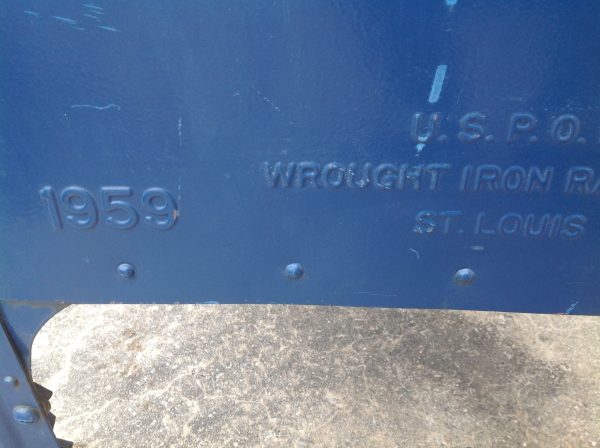 U.S.P.O.
WROUGHT IRON RA
1959
ST. LOUIS